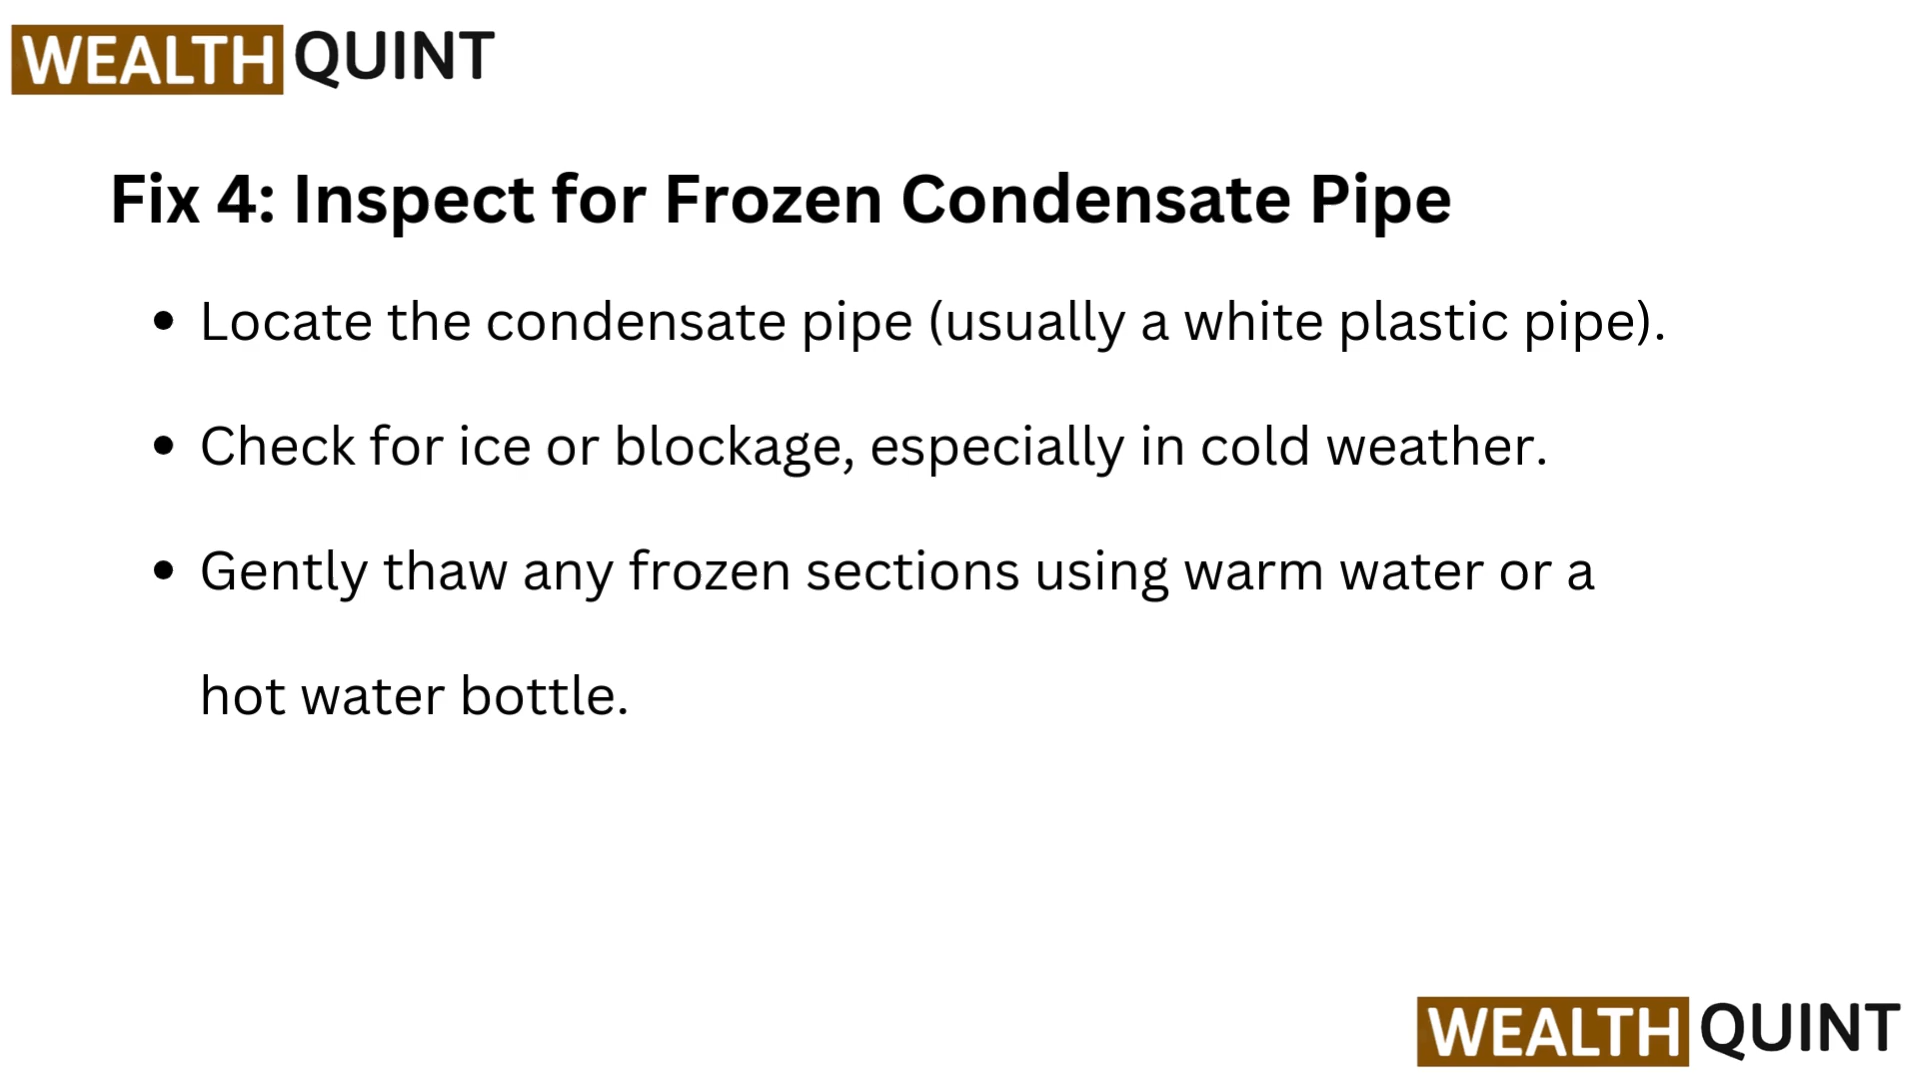 WEALTH QUINT
Fix 4: Inspect for Frozen Condensate Pipe
• Locate the condensate pipe (usually a white plastic pipe).
• Check for ice or blockage, especially in cold weather.
• Gently thaw any frozen sections using warm water or a
hot water bottle.
WEALTH QUINT